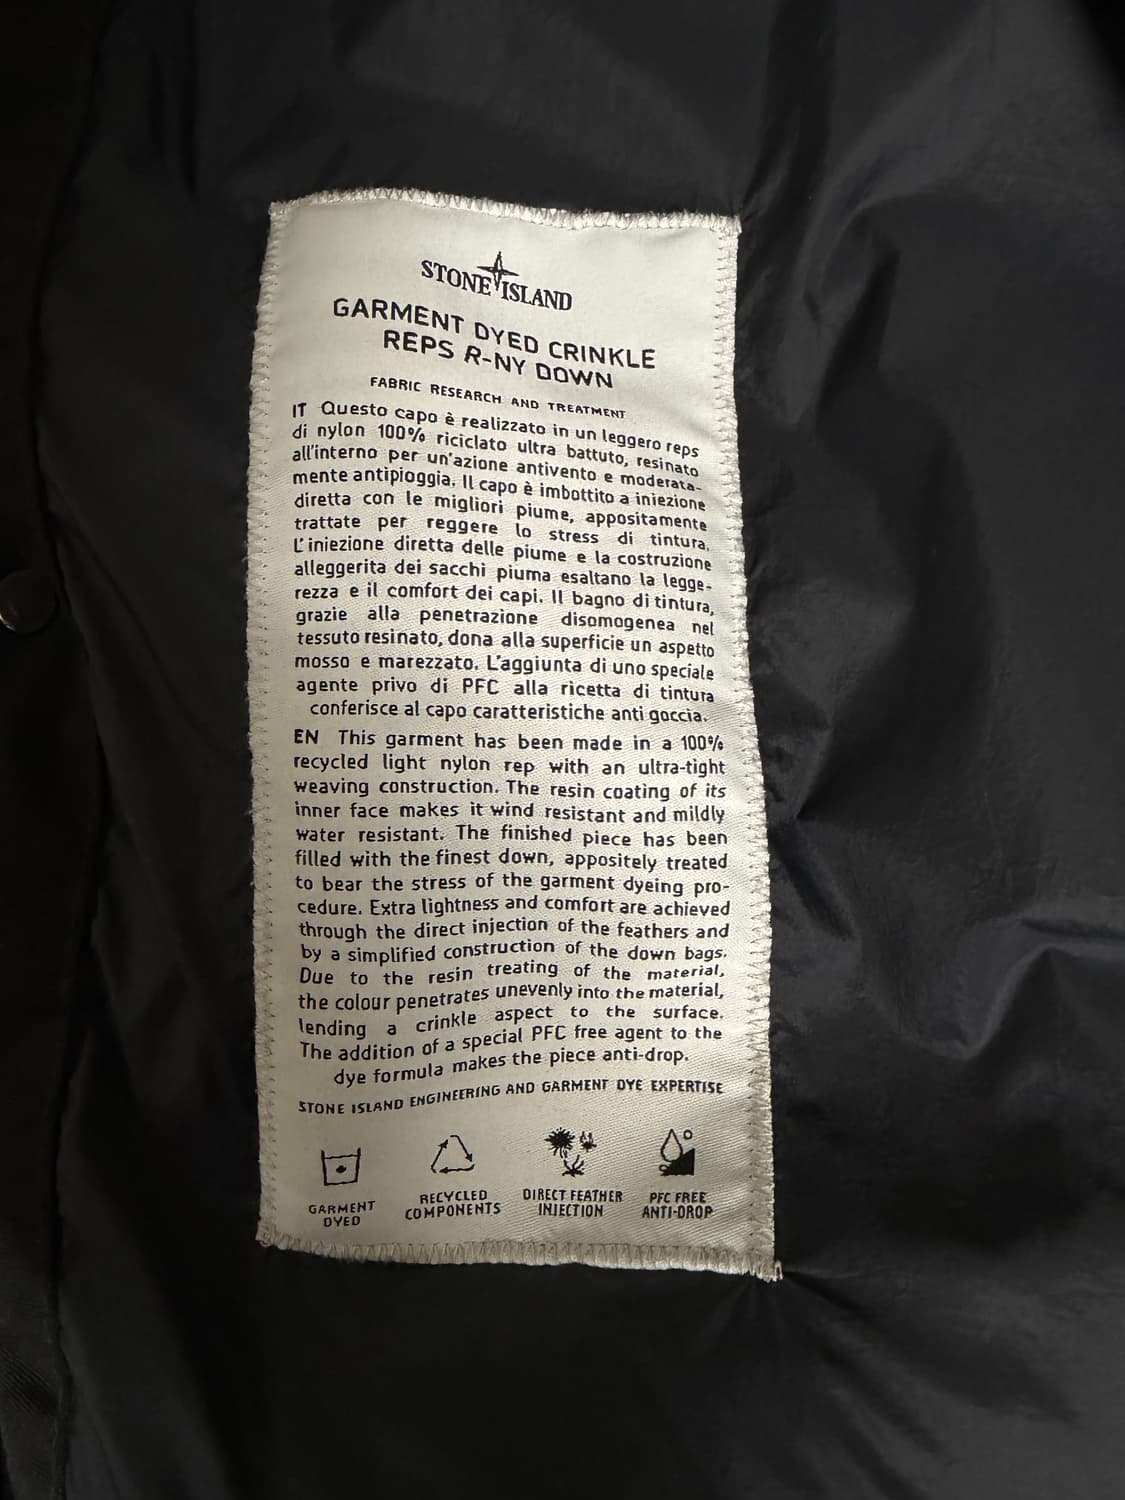 STONE ISLAND
GARMENT DYED CRINKLE
REPS R-NY DOWN
FABRIC RESEARCH AND TREATMENT
IT Questo capo è realizzato in un leggero reps
di nylon 100% riciclato ultra battuto, resinato
all'interno per un'azione antivento e moderata-
mente antipioggia. Il capo è imbottito a iniezione
diretta con le migliori piume, appositamente
trattate per reggere lo stress di tintura.
L'iniezione diretta delle piume e la costruzione
alleggerita dei sacchi piuma esaltano la legge-
rezza e il comfort dei capi. Il bagno di tintura,
grazie alla penetrazione disomogenea nel
tessuto resinato, dona alla superficie un aspetto
mosso e marezzato. L'aggiunta di uno speciale
agente privo di PFC alla ricetta di tintura
conferisce al capo caratteristiche anti goccia.
EN This garment has been made in a 100%
recycled light nylon rep with an ultra-tight
weaving construction. The resin coating of its
inner face makes it wind resistant and mildly
water resistant. The finished piece has been
filled with the finest down, appositely treated
to bear the stress of the garment dyeing pro-
cedure. Extra lightness and comfort are achieved
through the direct injection of the feathers and
by a simplified construction of the down bags.
Due to the resin treating of the material,
the colour penetrates unevenly into the material,
lending a crinkle aspect to the surface.
The addition of a special PFC free agent to the
dye formula makes the piece anti-drop.
STONE ISLAND ENGINEERING AND GARMENT DYE EXPERTISE
GARMENT
DYED
RECYCLED
COMPONENTS
DIRECT FEATHER
INJECTION
PFC FREE
ANTI-DROP